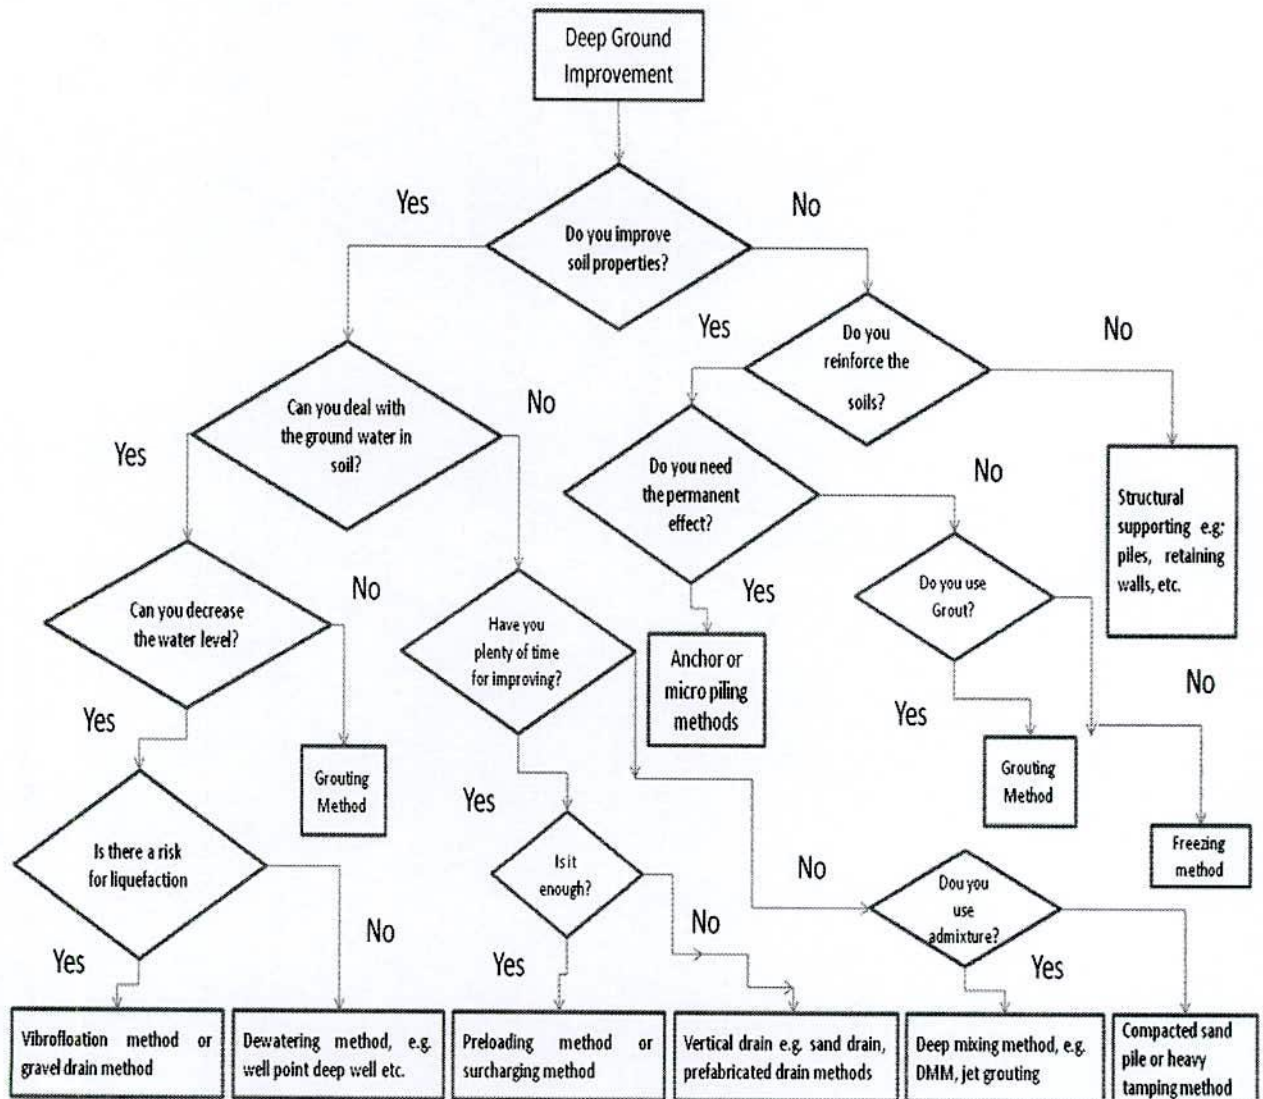 Deep Ground
Improvement
Yes
No
Do you improve
soil properties?
Yes
No
Do you
reinforce the
soils?
Can you deal with
the ground water in
soil?
No
Yes
Do you need
the permanent
effect?
No
Structural
supporting e.g;
piles, retaining
walls, etc.
Can you decrease
the water level?
No
Have you
plenty of time
for improving?
Yes
Do you use
Grout?
Anchor or
micro piling
methods
No
Yes
Yes
Grouting
Method
Grouting
Method
Yes
Is there a risk
for liquefaction
Is it
enough?
No
Freezing
method
Dou you
use
admixture?
No
No
Yes
Yes
Yes
Vibrofloation method or
gravel drain method
Dewatering method, e.g.
well point deep well etc.
Preloading method or
surcharging method
Vertical drain e.g. sand drain,
prefabricated drain methods
Deep mixing method, e.g.
DMM, jet grouting
Compacted sand
pile or heavy
tamping method